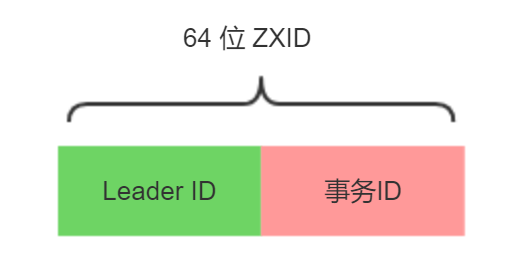 64 位 ZXID
Leader ID
事务ID